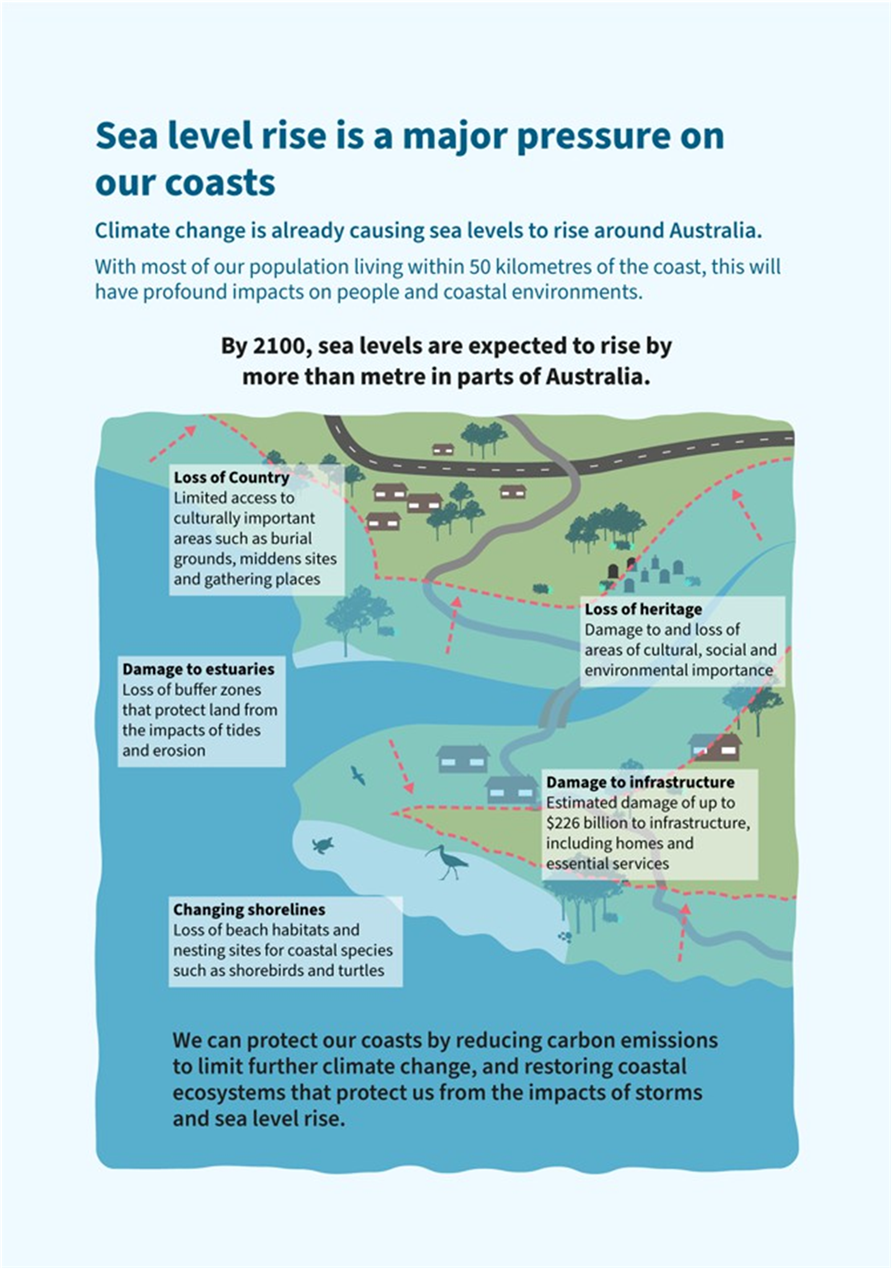 Sea level rise is a major pressure on
our coasts
Climate change is already causing sea levels to rise around Australia.
With most of our population living within 50 kilometres of the coast, this will
have profound impacts on people and coastal environments.
By 2100, sea levels are expected to rise by
more than metre in parts of Australia.
Loss of Country
Limited access to
culturally important
areas such as burial
grounds, middens sites
and gathering places
Loss of heritage
Damage to and loss of
areas of cultural, social and
environmental importance
Damage to estuaries
Loss of buffer zones
that protect land from
the impacts of tides
and erosion
Damage to infrastructure
Estimated damage of up to
$226 billion to infrastructure,
including homes and
essential services
Changing shorelines
Loss of beach habitats and
nesting sites for coastal species
such as shorebirds and turtles
We can protect our coasts by reducing carbon emissions
to limit further climate change, and restoring coastal
ecosystems that protect us from the impacts of storms
and sea level rise.